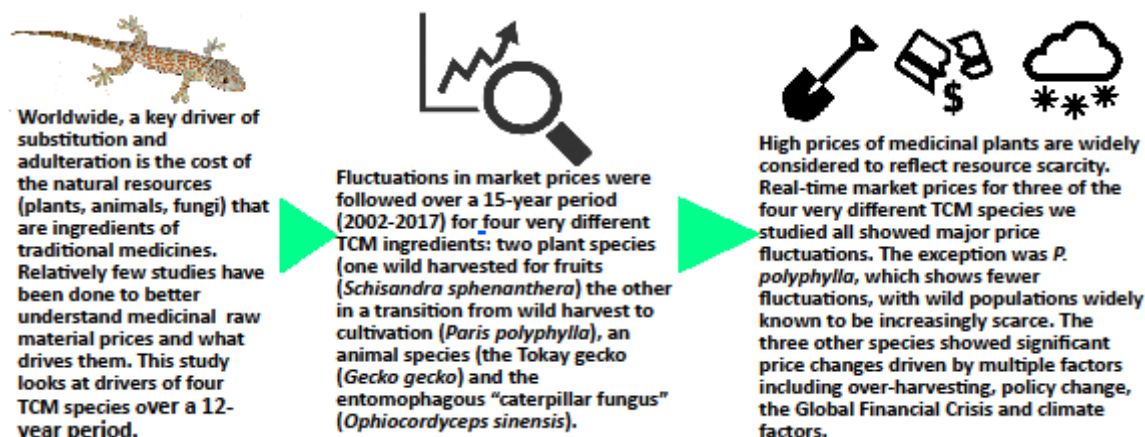 Worldwide, a key driver of
substitution and
adulteration is the cost of
the natural resources
(plants, animals, fungi) that
are ingredients of
traditional medicines.
Relatively few studies have
been done to better
understand medicinal raw
material prices and what
drives them. This study
looks at drivers of four
TCM species over a 12-
year period.
Fluctuations in market prices were
followed over a 15-year period
(2002-2017) for four very different
TCM ingredients: two plant species
(one wild harvested for fruits
(Schisandra sphenanthera) the other
in a transition from wild harvest to
cultivation (Paris polyphylla), an
animal species (the Tokay gecko
(Gecko gecko) and the
entomophagous “caterpillar fungus”
(Ophiocordyceps sinensis).
$
High prices of medicinal plants are widely
considered to reflect resource scarcity.
Real-time market prices for three of the
four very different TCM species we
studied all showed major price
fluctuations. The exception was P.
polyphylla, which shows fewer
fluctuations, with wild populations widely
known to be increasingly scarce. The
three other species showed significant
price changes driven by multiple factors
including over-harvesting, policy change,
the Global Financial Crisis and climate
factors.